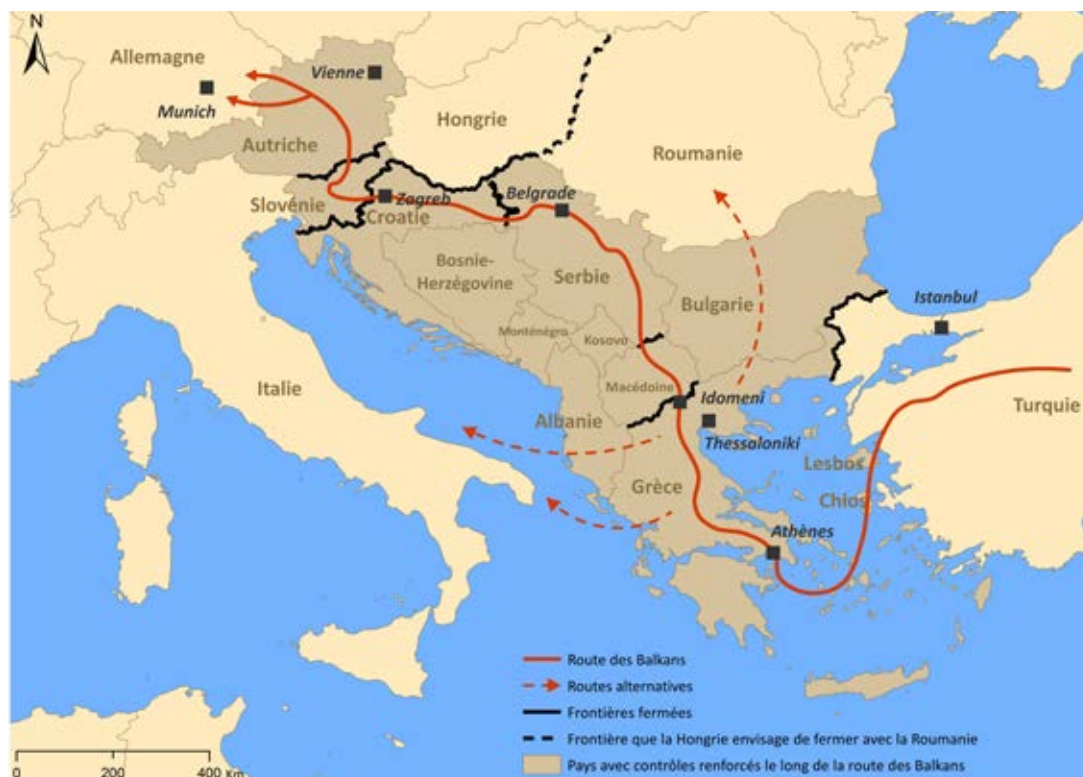 N
Allemagne
Vienne
Munich
Hongrie
Autriche
Roumanie
Slovénie
Zagreb
Belgrade
Croatie
Bosnie-
Herzégovine
Serbie
Bulgarie
Istanbul
Monténégro
Kosovo
Italie
Macédoine
Idomeni
Turquie
Albanie
Thessaloniki
Lesbos
Grèce
Chios
Athènes
Route des Balkans
Routes alternatives
Frontières fermées
Frontière que la Hongrie envisage de fermer avec la Roumanie
Pays avec contrôles renforcés le long de la route des Balkans
0 200 400 Km